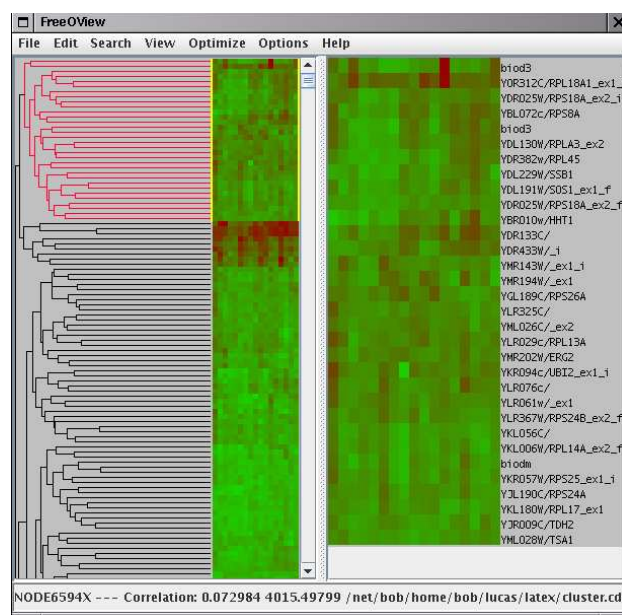 FreeOView
File Edit Search View Optimize Options Help
biod3
YOR312C/RPL18A1_ex1_
YDR025W/RPS18A_ex2_i
YBL072c/RPS8A
biod3
YDL130W/RPLA3_ex2
YDR382w/RPL45
YDL229W/SSB1
YDL191W/SOS1_ex1_f
YDR025W/RPS18A_ex2_f
YBR010w/HHT1
YDR133C/
YDR433W/_i
YMR143W/_ex1_i
YMR194W/_ex1
YGL189C/RPS26A
YLR325C/
YML026C/_ex2
YLR029c/RPL13A
YMR202W/ERG2
YKR094c/UBI2_ex1_i
YLR076c/
YLR061w/_ex1
YLR367W/RPS24B_ex2_f
YKL056C/
YKL006W/RPL14A_ex2_f
biodm
YKR057W/RPS25_ex1_i
YJL190C/RPS24A
YKL180W/RPL17_ex1
YJR009C/TDH2
YML028W/TSA1
NODE6594X --- Correlation: 0.072984 4015.49799 /net/bob/home/bob/lucas/latex/cluster.cd